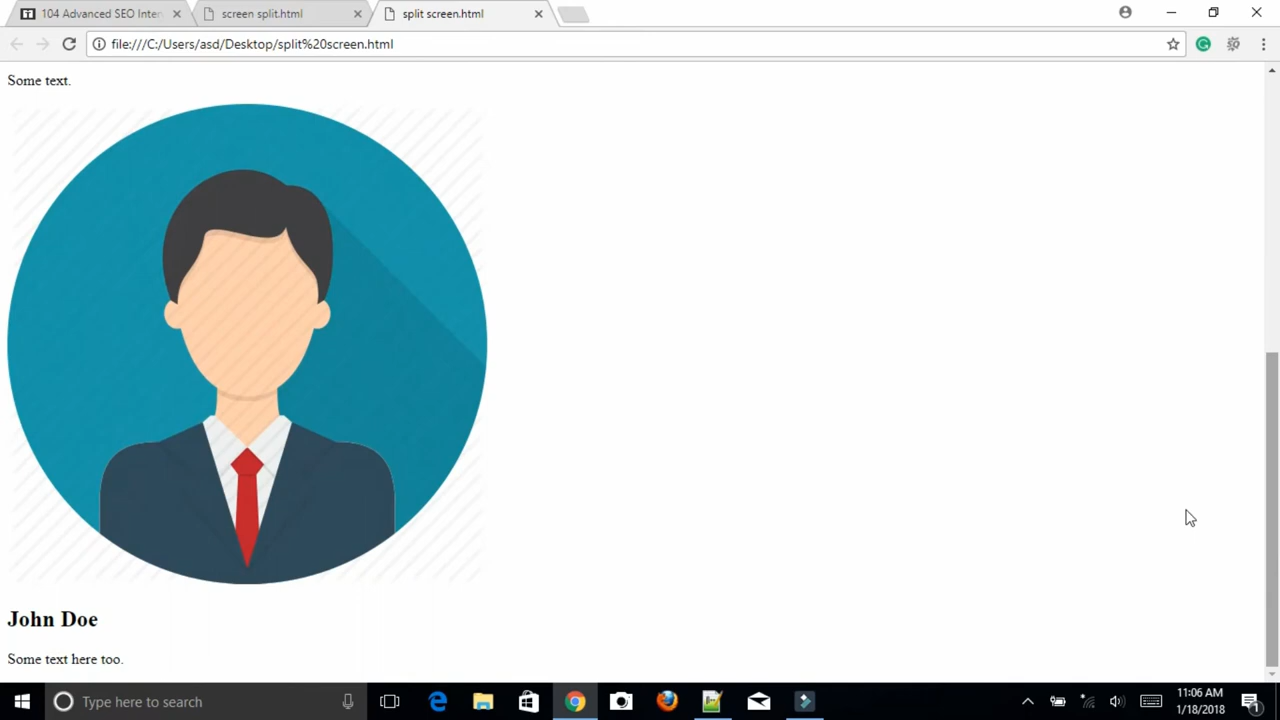 104 Advanced SEO Inter
screen split.html
split screen.html
file:///C:/Users/asd/Desktop/split%20screen.html
Some text.
John Doe
Some text here too.
Type here to search
11:06 AM
1/18/2018
1